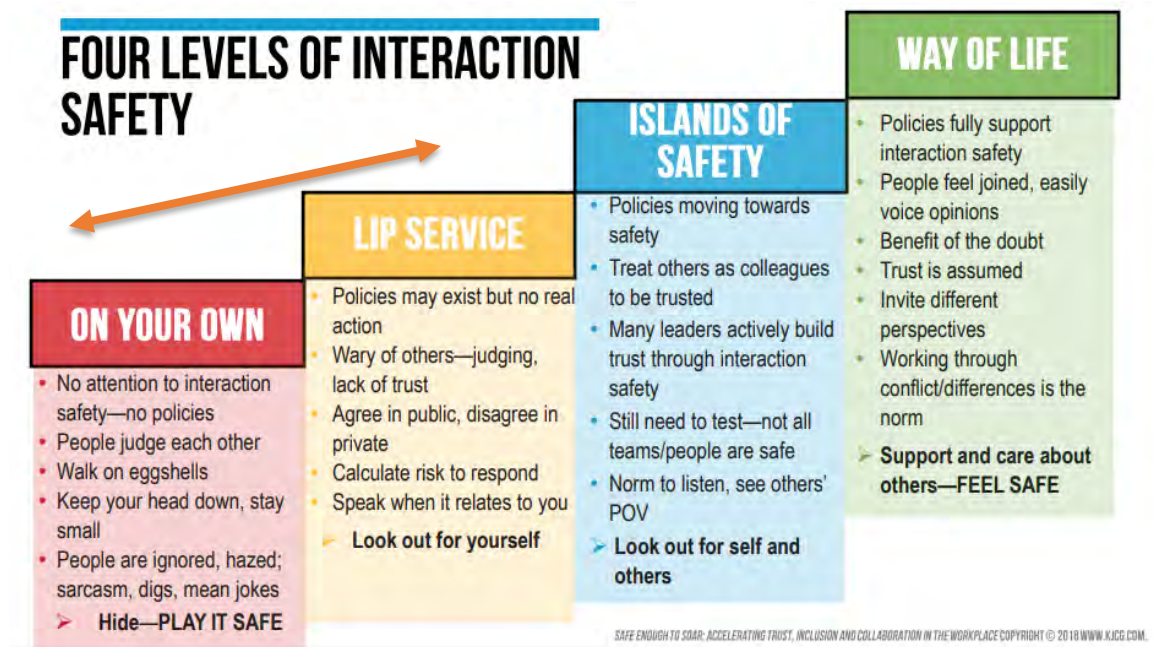 FOUR LEVELS OF INTERACTION
SAFETY
ON YOUR OWN
• No attention to interaction
safety—no policies
• People judge each other
• Walk on eggshells
• Keep your head down, stay
small
• People are ignored, hazed;
sarcasm, digs, mean jokes
➢ Hide—PLAY IT SAFE
LIP SERVICE
• Policies may exist but no real
action
• Wary of others—judging,
lack of trust
• Agree in public, disagree in
private
• Calculate risk to respond
• Speak when it relates to you
➢ Look out for yourself
ISLANDS OF
SAFETY
• Policies moving towards
safety
• Treat others as colleagues
to be trusted
• Many leaders actively build
trust through interaction
safety
• Still need to test—not all
teams/people are safe
• Norm to listen, see others’
POV
➢ Look out for self and
others
WAY OF LIFE
• Policies fully support
interaction safety
• People feel joined, easily
voice opinions
• Benefit of the doubt
• Trust is assumed
• Invite different
perspectives
• Working through
conflict/differences is the
norm
➢ Support and care about
others—FEEL SAFE
SAFE ENOUGH TO SOAR: ACCELERATING TRUST, INCLUSION AND COLLABORATION IN THE WORKPLACE COPYRIGHT © 2018 WWW.KJCG.COM.